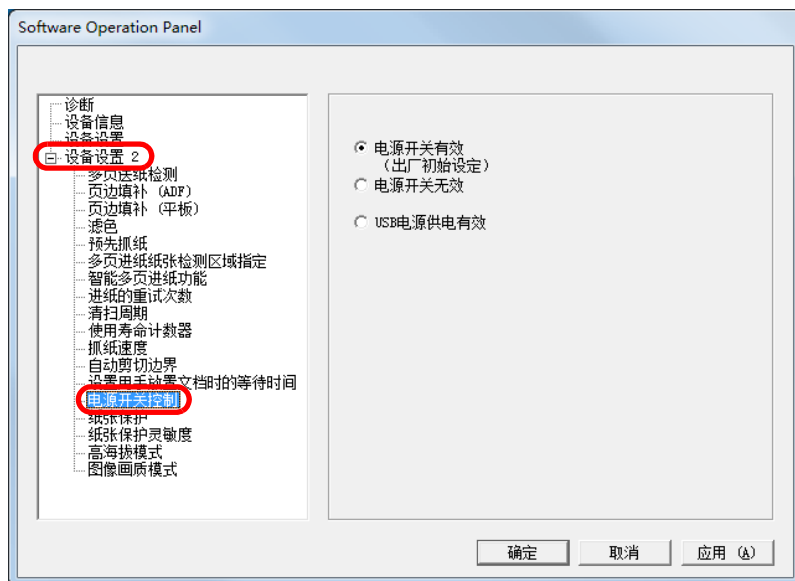 Software Operation Panel
诊断
设备信息
设备设置
设备设置 2
多页送纸检测
页边填补 (ADF)
页边填补 (平板)
滤色
预先抓纸
多页进纸纸张检测区域指定
智能多页进纸功能
进纸的重试次数
清扫周期
使用寿命计数器
抓纸速度
自动剪切边界
设置用手放置文档时的等待时间
电源开关控制
纸张保护
纸张保护灵敏度
高海拔模式
图像画质模式
电源开关有效
(出厂初始设定)
电源开关无效
USB电源供电有效
确定
取消
应用 (A)